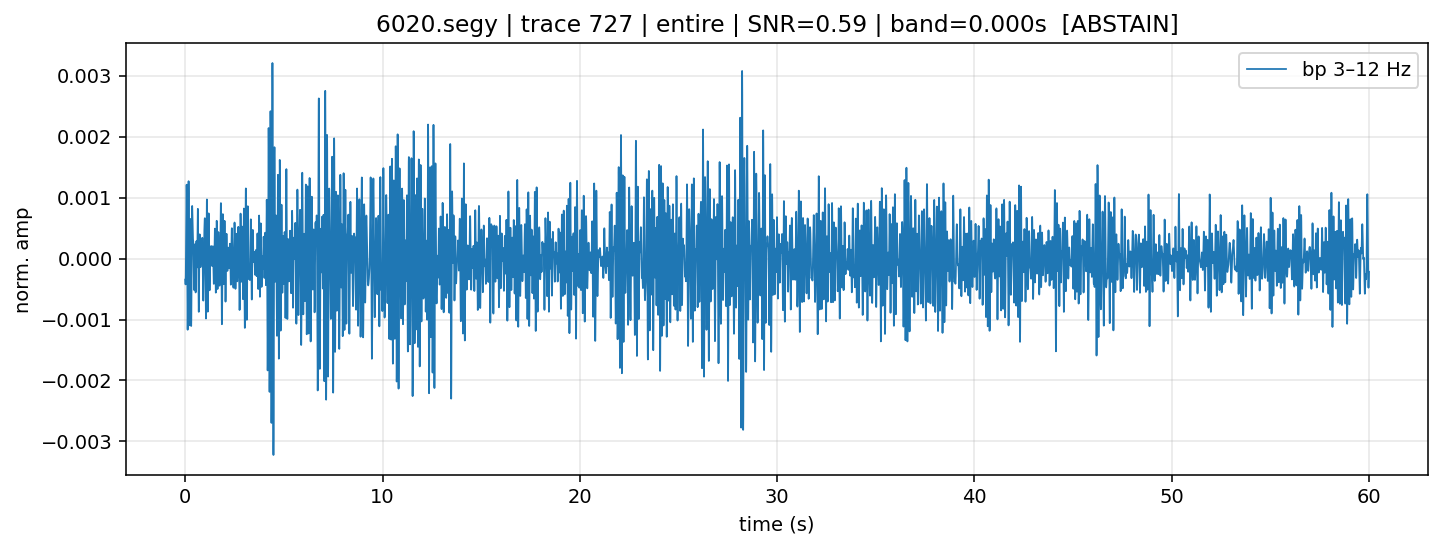 6020.segy | trace 727 | entire | SNR=0.59 | band=0.000s  [ABSTAIN]
bp 3–12 Hz
norm. amp
0.003
0.002
0.001
0.000
−0.001
−0.002
−0.003
0 10 20 30 40 50 60
time (s)